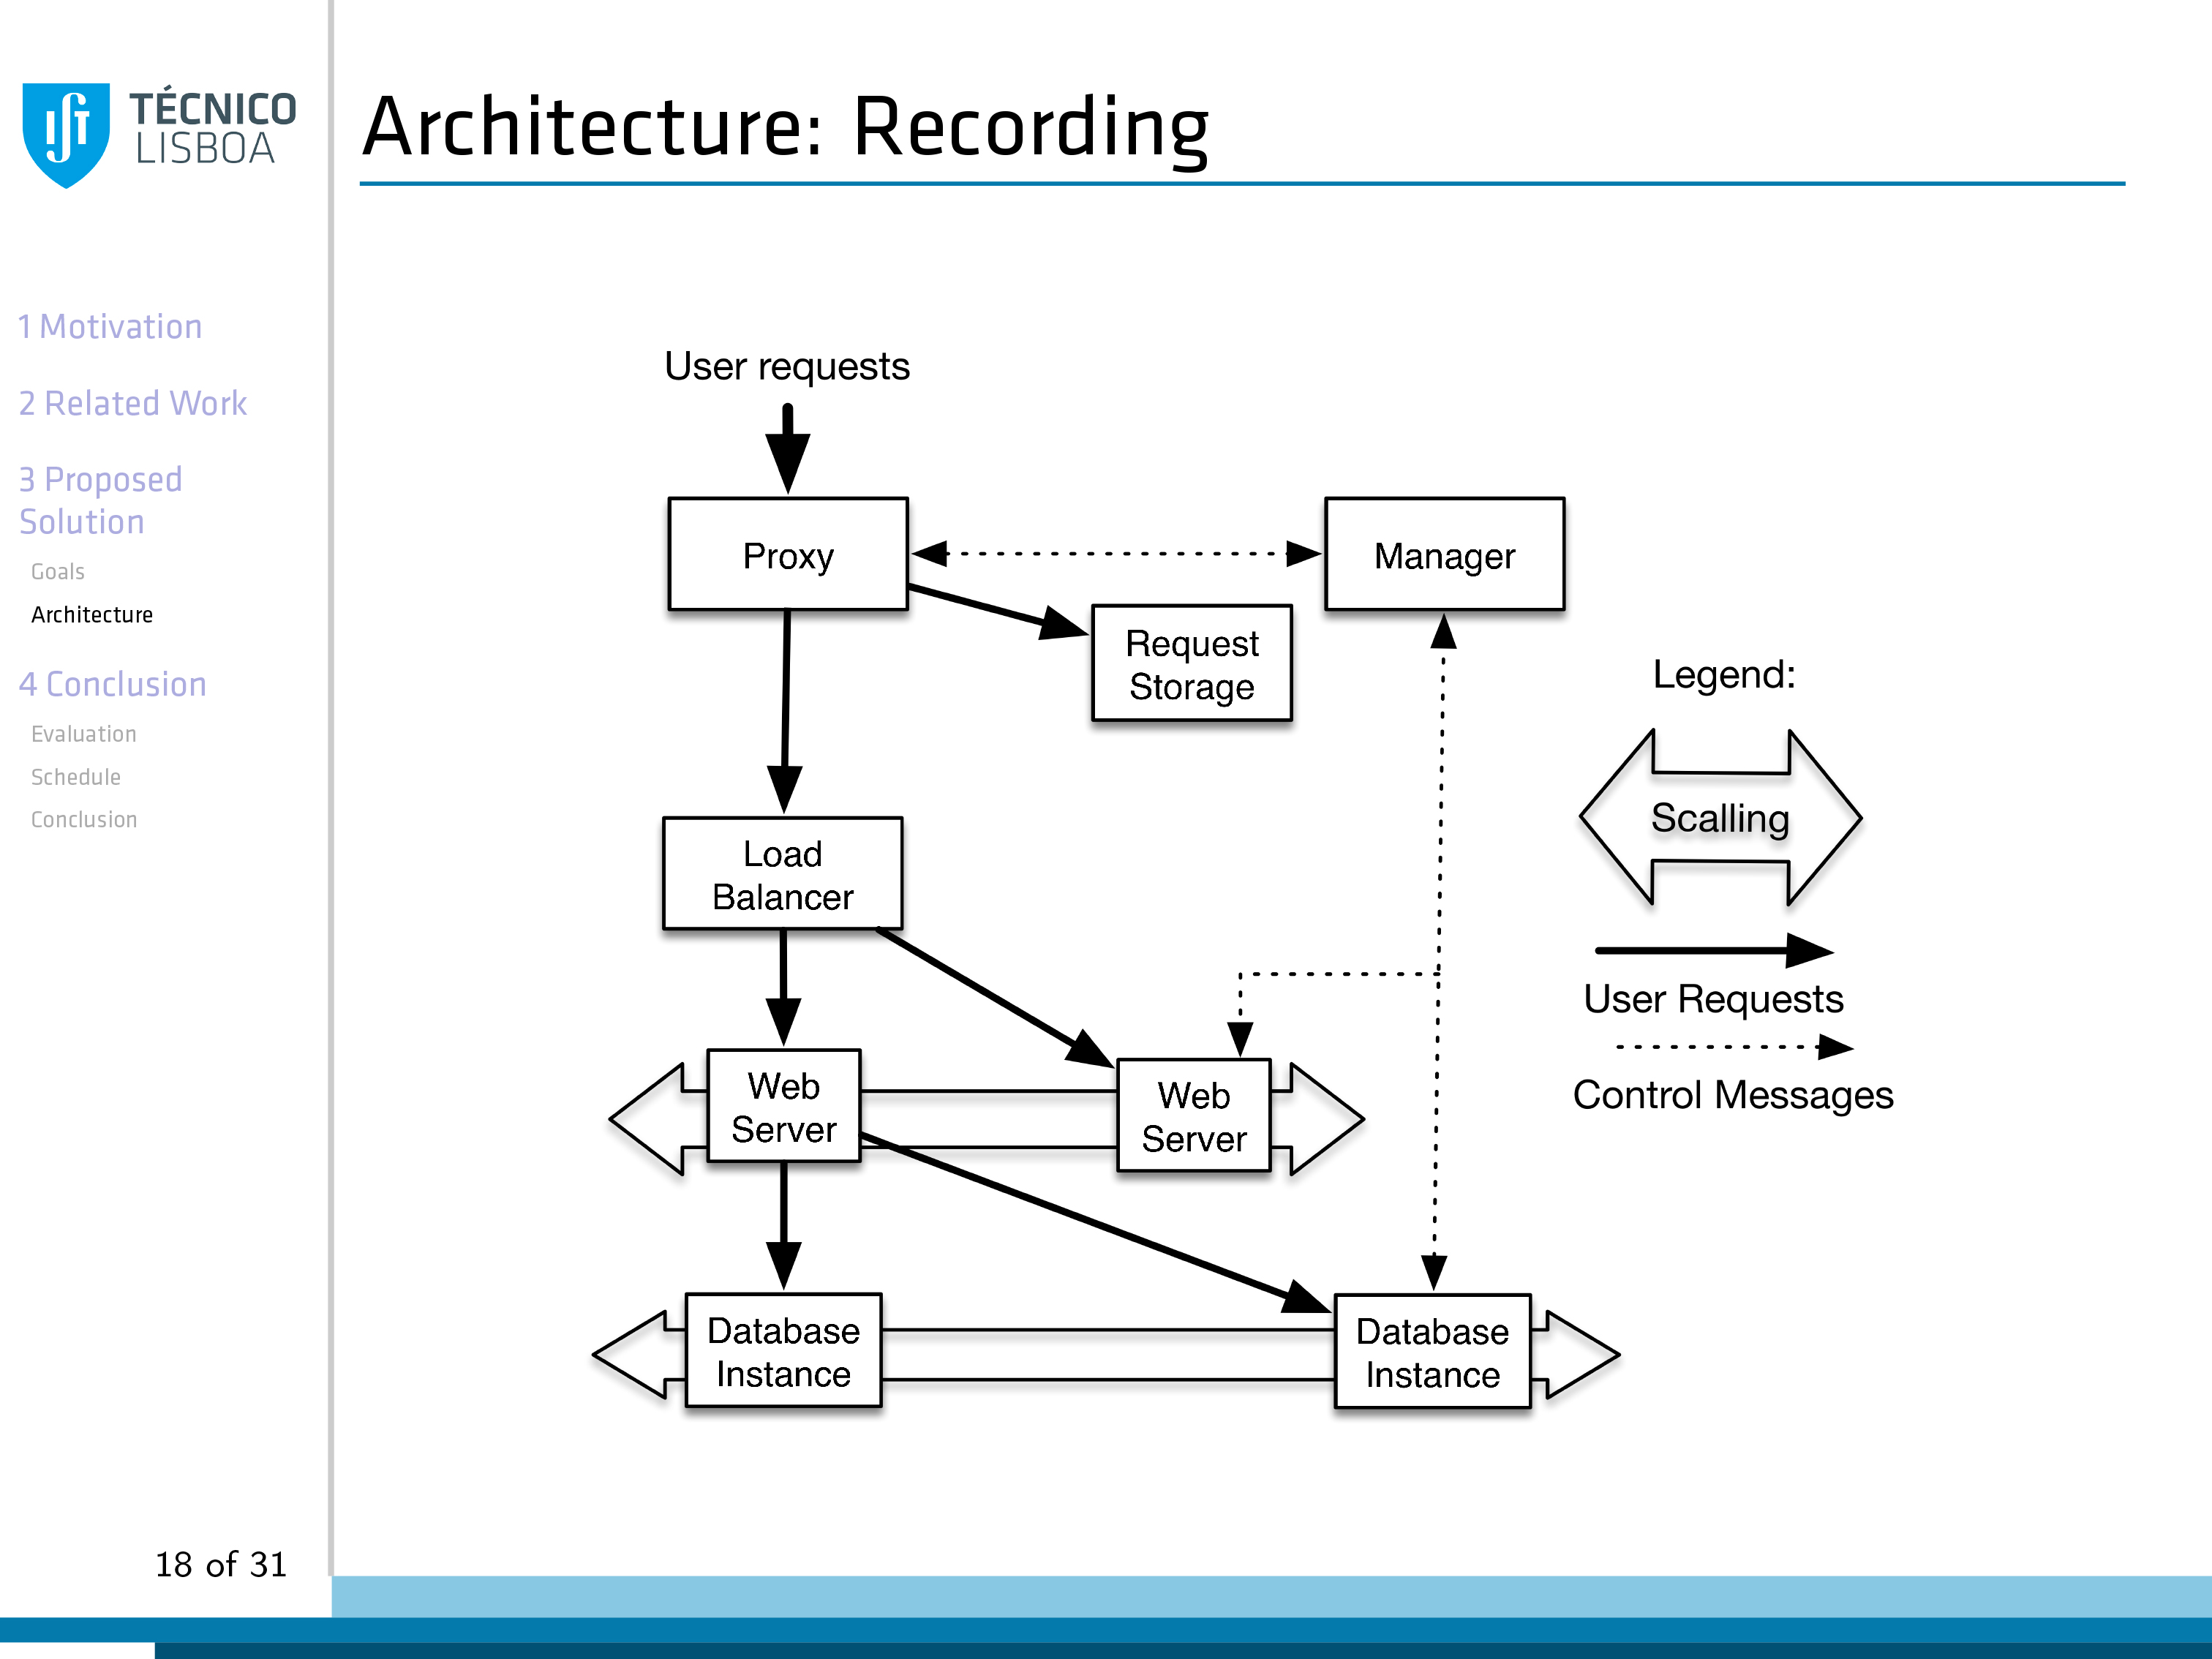 TÉCNICO
LISBOA
Architecture: Recording
1 Motivation
2 Related Work
3 Proposed
Solution
Goals
Architecture
4 Conclusion
Evaluation
Schedule
Conclusion
User requests
Proxy
Manager
Request
Storage
Load
Balancer
Web
Server
Web
Server
Database
Instance
Database
Instance
Legend:
Scalling
User Requests
Control Messages
18 of 31